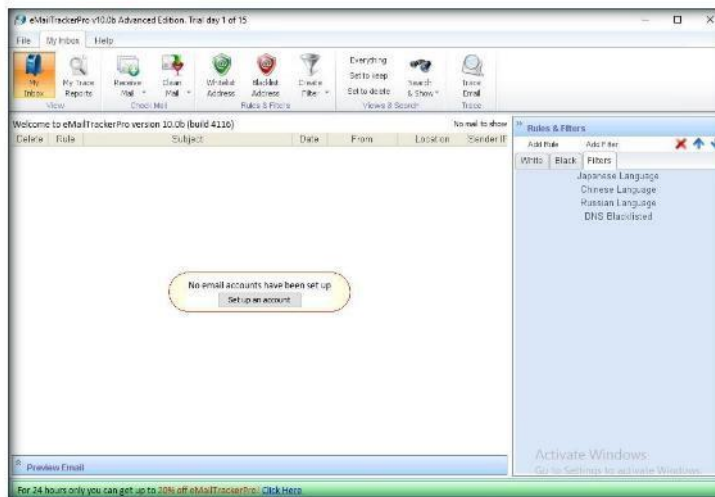 eMailTrackerPro v10.0b Advanced Edition. Trial day 1 of 15
File My Inbox Help
My Inbox
My Trace Reports
Receive Mail
Clean Mail
Whitelist Address
Blacklist Address
Create Filter
Everything
Set to keep
Set to delete
Search & Show
Trace Email
View Check Mail Rules & Filters Views & Search Trace
Welcome to eMailTrackerPro version 10.0b (build 4116) No mail to show
Delete Rule Subject Date From Location Sender IP
No email accounts have been set up
Set up an account
Preview Email
Rules & Filters
Add Rule Add Filter
White Black Filters
Japanese Language
Chinese Language
Russian Language
DNS Blacklisted
Activate Windows
Go to Settings to activate Windows.
For 24 hours only you can get up to 20% off eMailTrackerPro! Click Here